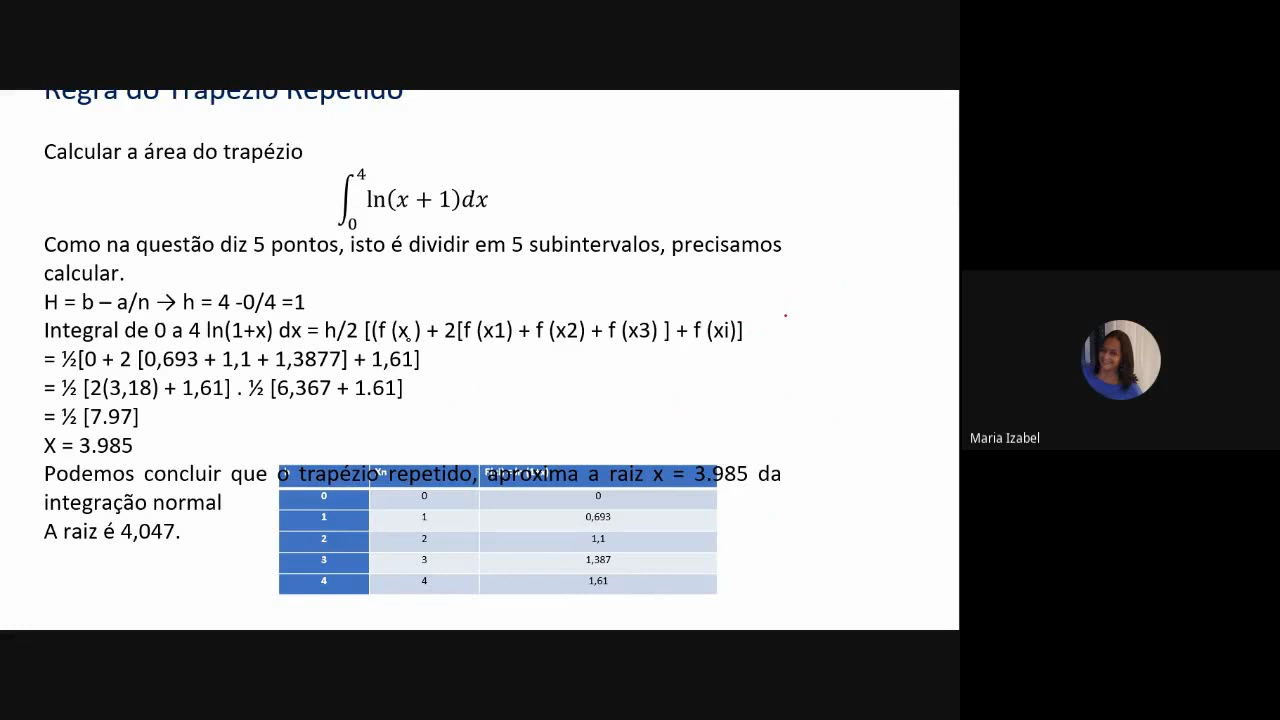 Regra do Trapézio Repetido
Calcular a área do trapézio
∫₀⁴ ln(x + 1)dx
Como na questão diz 5 pontos, isto é dividir em 5 subintervalos, precisamos
calcular.
H = b – a/n → h = 4 -0/4 =1
Integral de 0 a 4 ln(1+x) dx = h/2 [(f (x ) + 2[f (x1) + f (x2) + f (x3) ] + f (xi)]
= ½[0 + 2 [0,693 + 1,1 + 1,3877] + 1,61]
= ½ [2(3,18) + 1,61] . ½ [6,367 + 1.61]
= ½ [7.97]
X = 3.985
Podemos concluir que o trapézio repetido, aproxima a raiz x = 3.985 da
integração normal
A raiz é 4,047.
Xn
0 0 0
1 1 0,693
2 2 1,1
3 3 1,387
4 4 1,61
Maria Izabel